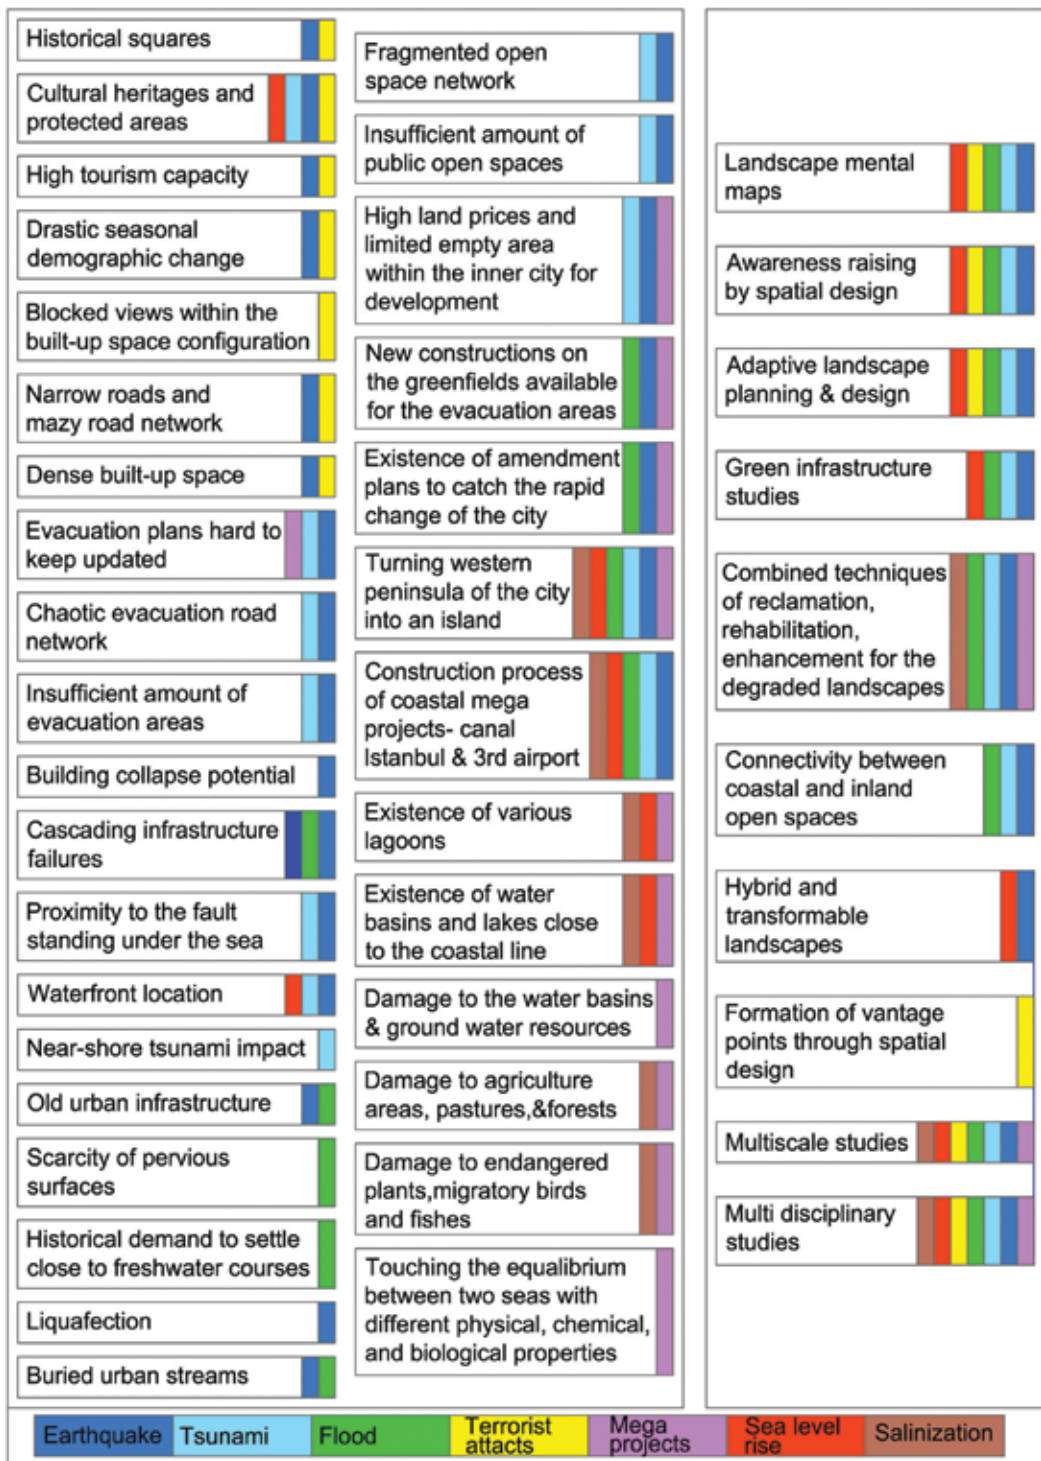 Historical squares
Cultural heritages and
protected areas
High tourism capacity
Drastic seasonal
demographic change
Blocked views within the
built-up space configuration
Narrow roads and
mazy road network
Dense built-up space
Evacuation plans hard to
keep updated
Chaotic evacuation road
network
Insufficient amount of
evacuation areas
Building collapse potential
Cascading infrastructure
failures
Proximity to the fault
standing under the sea
Waterfront location
Near-shore tsunami impact
Old urban infrastructure
Scarcity of pervious
surfaces
Historical demand to settle
close to freshwater courses
Liquafection
Buried urban streams
Fragmented open
space network
Insufficient amount of
public open spaces
High land prices and
limited empty area
within the inner city for
development
New constructions on
the greenfields available
for the evacuation areas
Existence of amendment
plans to catch the rapid
change of the city
Turning western
peninsula of the city
into an island
Construction process
of coastal mega
projects- canal
Istanbul & 3rd airport
Existence of various
lagoons
Existence of water
basins and lakes close
to the coastal line
Damage to the water basins
& ground water resources
Damage to agriculture
areas, pastures,&forests
Damage to endangered
plants,migratory birds
and fishes
Touching the equalibrium
between two seas with
different physical, chemical,
and biological properties
Landscape mental
maps
Awareness raising
by spatial design
Adaptive landscape
planning & design
Green infrastructure
studies
Combined techniques
of reclamation,
rehabilitation,
enhancement for the
degraded landscapes
Connectivity between
coastal and inland
open spaces
Hybrid and
transformable
landscapes
Formation of vantage
points through spatial
design
Multiscale studies
Multi disciplinary
studies
Earthquake
Tsunami
Flood
Terrorist
attacts
Mega
projects
Sea level
rise
Salinization